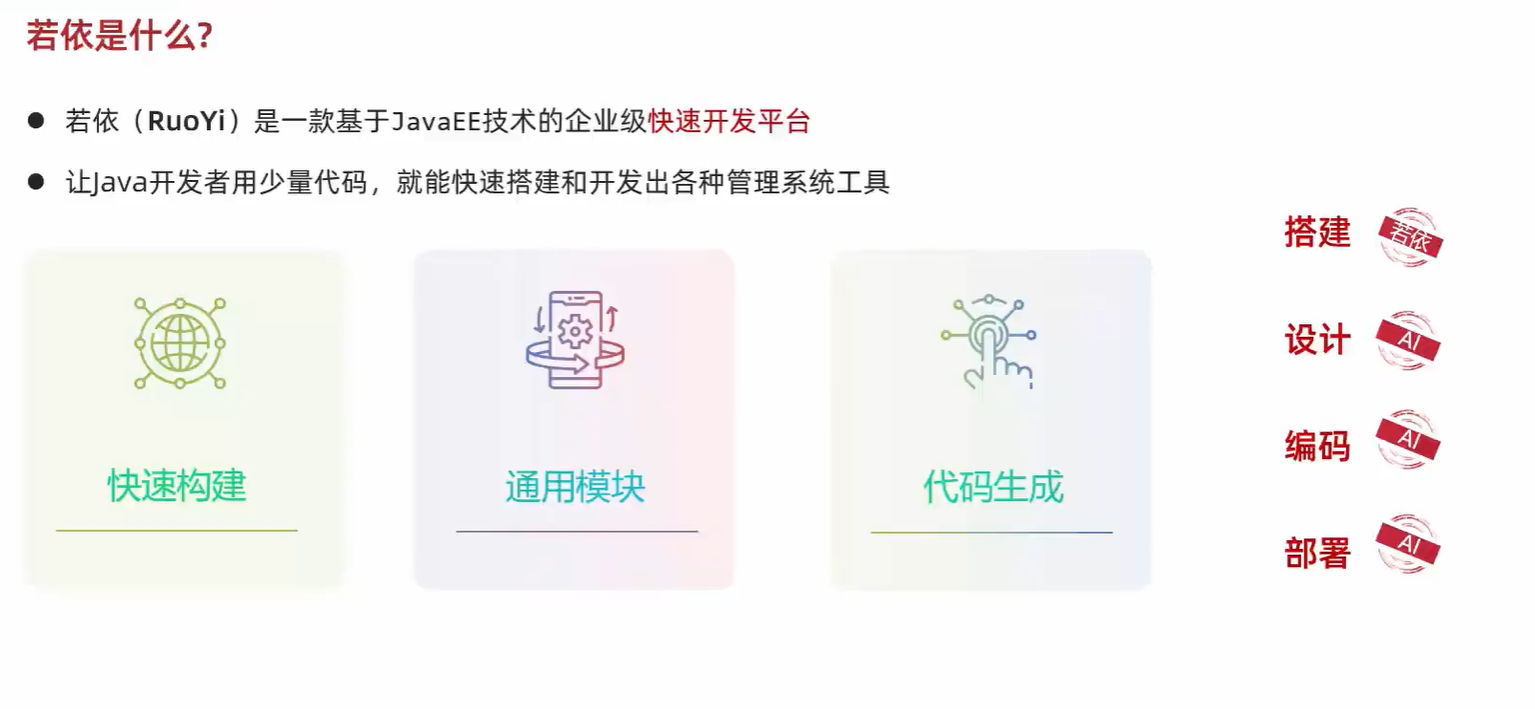 若依是什么?
● 若依（RuoYi）是一款基于JavaEE技术的企业级快速开发平台
● 让Java开发者用少量代码，就能快速搭建和开发出各种管理系统工具
快速构建
通用模块
代码生成
搭建 若依
设计 AI
编码 AI
部署 AI